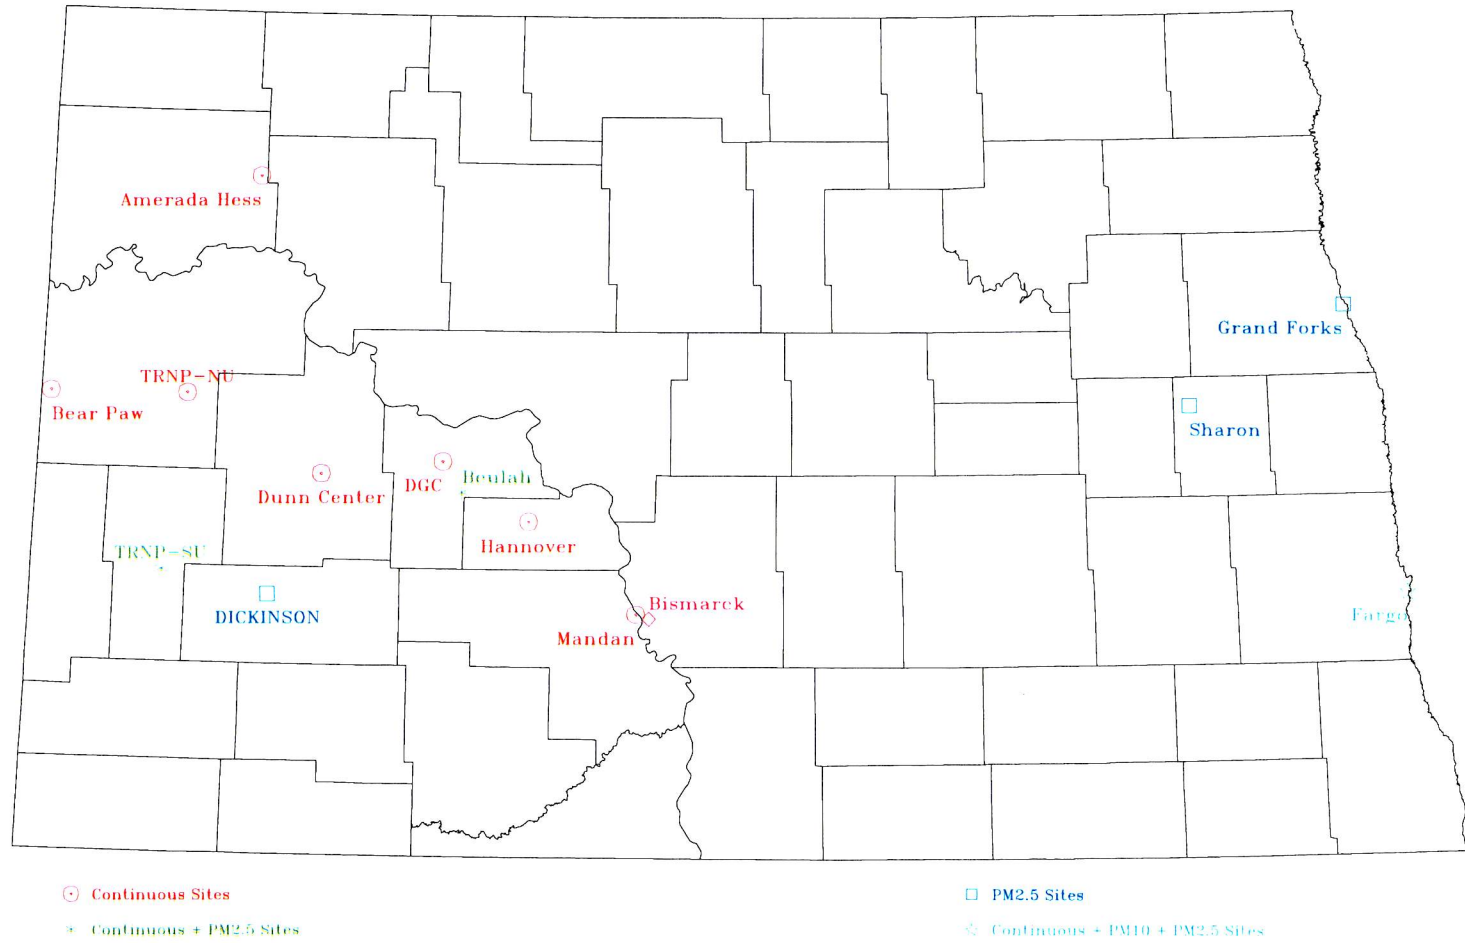 Amerada Hess
Grand Forks
TRNP-NU
Bear Paw
Sharon
DGC
Beulah
Dunn Center
Hannover
TRNP-SU
DICKINSON
Bismarck
Fargo
Mandan
Continuous Sites
PM2.5 Sites
Continuous + PM2.5 Sites
Continuous + PM10 + PM2.5 Sites